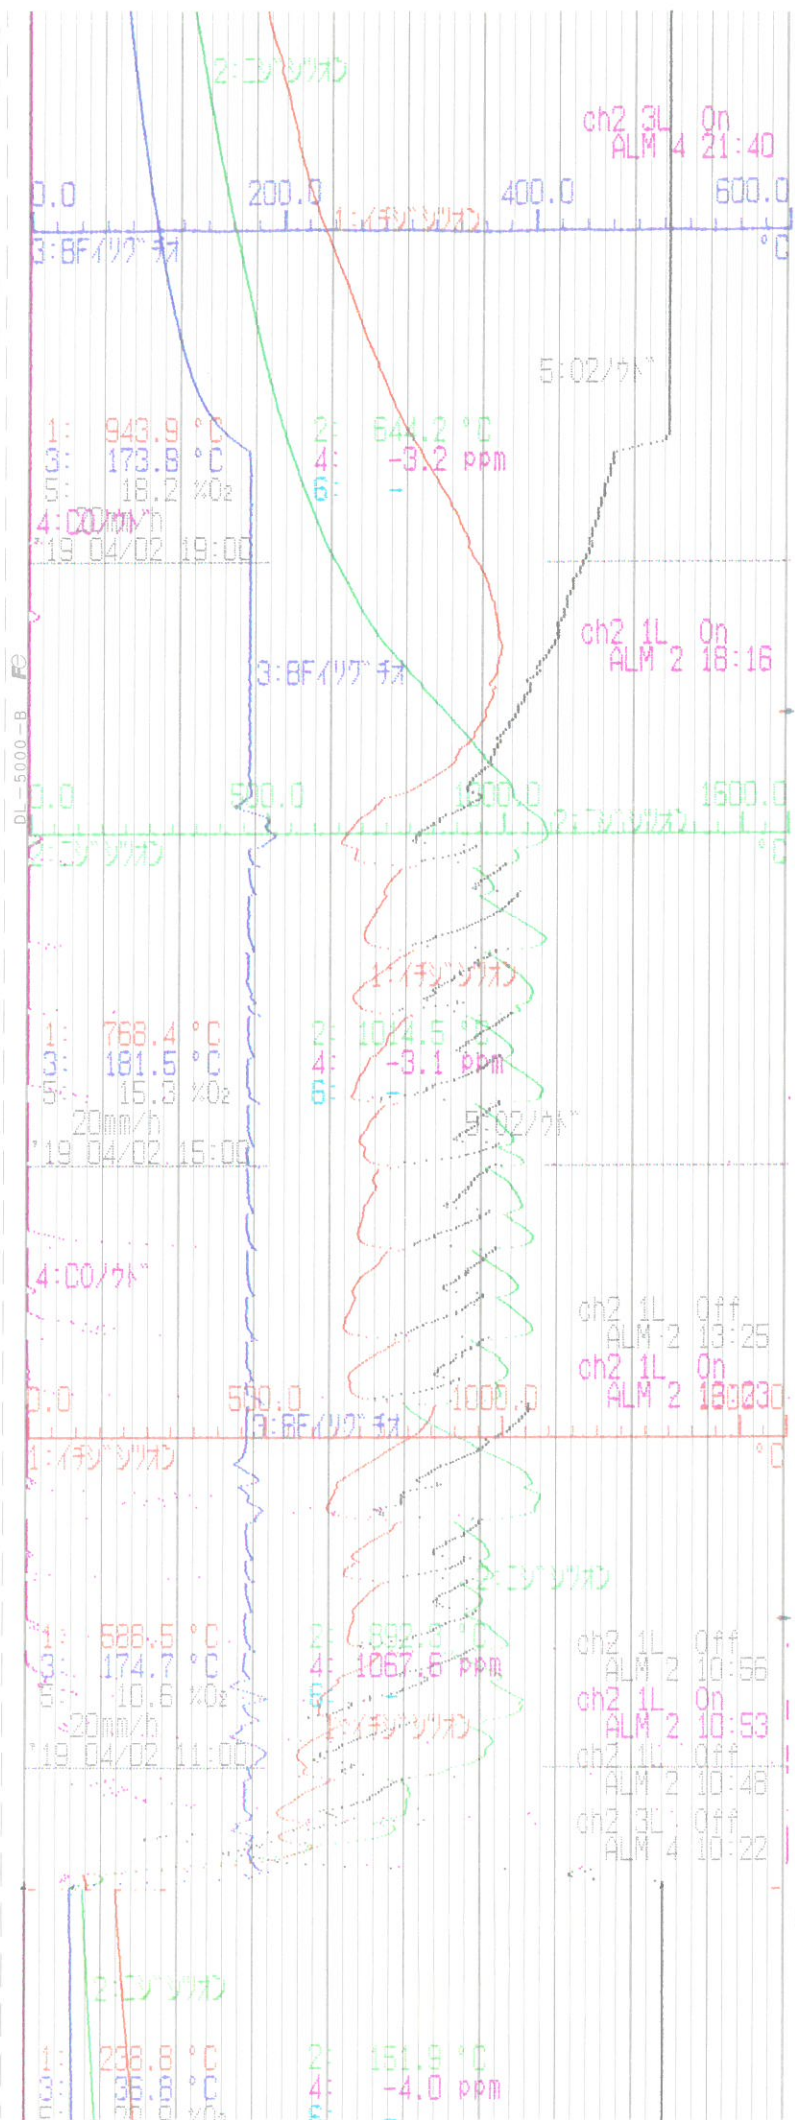 2:ニジシツオン
ch2 3L On
ALM 4 21:40
0.0 200.0 400.0 600.0
1:イチジシツオン
3:BFイリグチオ
°C
5:O2ノウド
1: 943.9 °C 2: 644.2 °C
3: 173.8 °C 4: -3.2 ppm
5: 18.2 %O2 6: -
4:COノウド
20mm/h
'19 04/02 19:00
ch2 1L On
ALM 2 18:16
3:BFイリグチオ
DL-5000-B
0.0 500.0 1000.0 1600.0
2:ニジシツオン
2:ニジシツオン
°C
1:イチジシツオン
1: 768.4 °C 2: 1014.5 °C
3: 181.5 °C 4: -3.1 ppm
5: 15.3 %O2 6: -
20mm/h
5:O2ノウド
'19 04/02 15:00
4:COノウド
ch2 1L Off
ALM 2 13:25
ch2 1L On
ALM 2
0.0 500.0 1000.0
3:BFイリグチオ
1:イチジシツオン
°C
2:ニジシツオン
1: 686.5 °C 2: °C
3: 174.7 °C 4: 1067.6 ppm
5: 10.6 %O2 6: -
20mm/h
1:イチジシツオン
'19 04/02 11:00
ch2 1L Off
ALM 2 10:56
ch2 1L On
ALM 2 10:53
ch2 1L Off
ALM 2 10:48
ch2 3L Off
ALM 4 10:22
2:ニジシツオン
1: 238.8 °C 2: 151.9 °C
3: 36.8 °C 4: -4.0 ppm